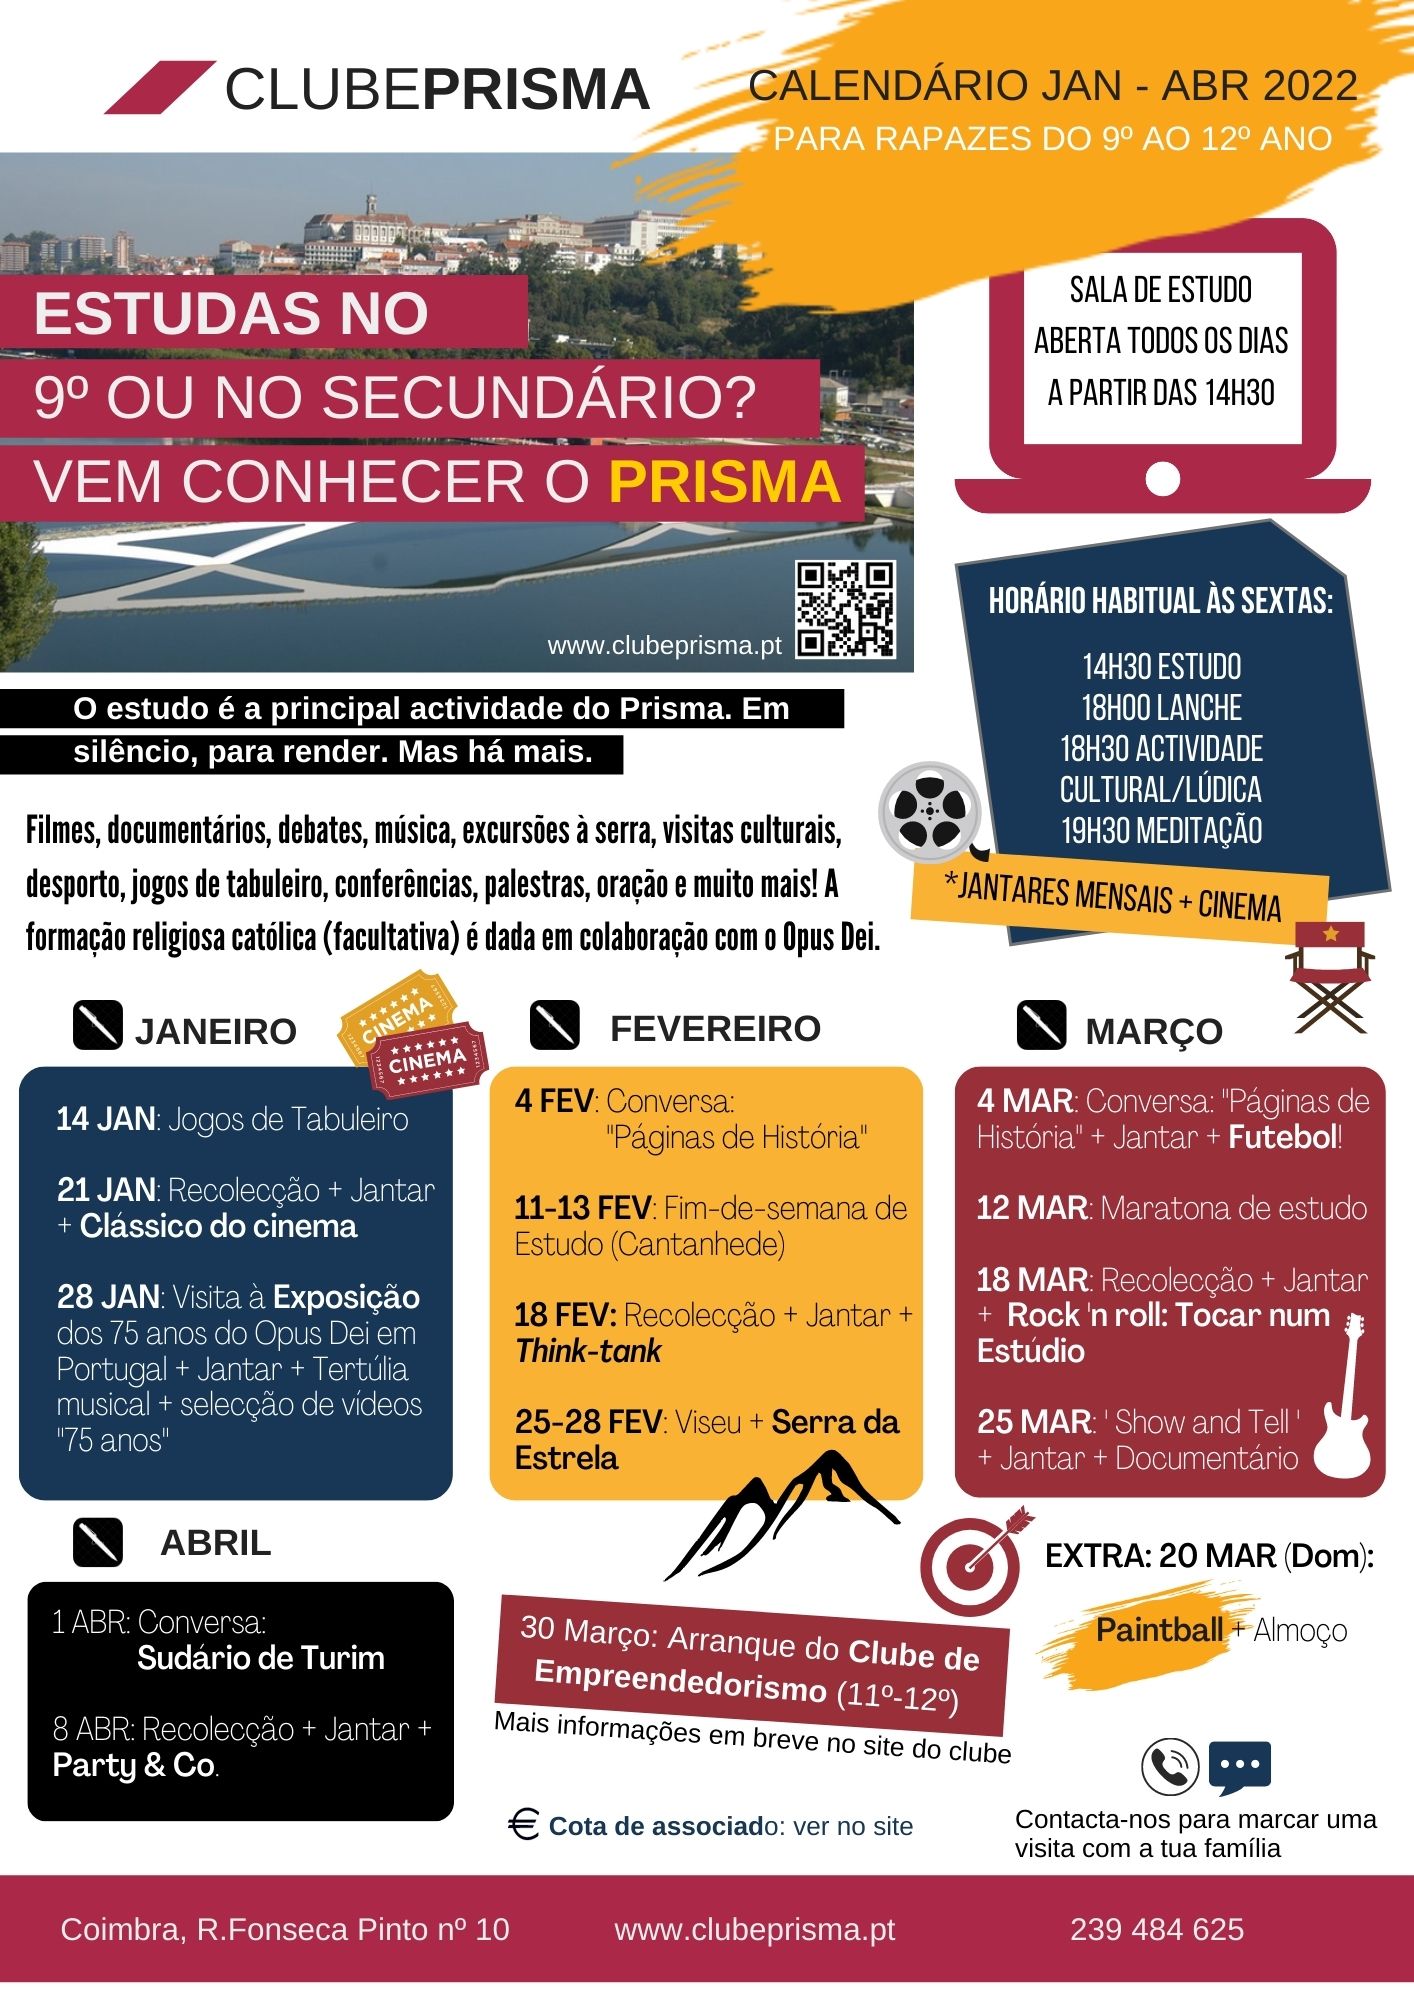 CLUBEPRISMA
CALENDÁRIO JAN - ABR 2022
PARA RAPAZES DO 9º AO 12º ANO
ESTUDAS NO
9º OU NO SECUNDÁRIO?
VEM CONHECER O PRISMA
www.clubeprisma.pt
SALA DE ESTUDO
ABERTA TODOS OS DIAS
A PARTIR DAS 14H30
HORÁRIO HABITUAL ÀS SEXTAS:
14H30 ESTUDO
18H00 LANCHE
18H30 ACTIVIDADE
CULTURAL/LÚDICA
19H30 MEDITAÇÃO
*JANTARES MENSAIS + CINEMA
O estudo é a principal actividade do Prisma. Em
silêncio, para render. Mas há mais.
Filmes, documentários, debates, música, excursões à serra, visitas culturais,
desporto, jogos de tabuleiro, conferências, palestras, oração e muito mais! A
formação religiosa católica (facultativa) é dada em colaboração com o Opus Dei.
JANEIRO
CINEMA
1234567
CINEMA
1234567
1234567
14 JAN: Jogos de Tabuleiro
21 JAN: Recolecção + Jantar
+ Clássico do cinema
28 JAN: Visita à Exposição
dos 75 anos do Opus Dei em
Portugal + Jantar + Tertúlia
musical + selecção de vídeos
"75 anos"
FEVEREIRO
4 FEV: Conversa:
"Páginas de História"
11-13 FEV: Fim-de-semana de
Estudo (Cantanhede)
18 FEV: Recolecção + Jantar +
Think-tank
25-28 FEV: Viseu + Serra da
Estrela
MARÇO
4 MAR: Conversa: "Páginas de
História" + Jantar + Futebol!
12 MAR: Maratona de estudo
18 MAR: Recolecção + Jantar
+ Rock 'n roll: Tocar num
Estúdio
25 MAR: ' Show and Tell '
+ Jantar + Documentário
ABRIL
1 ABR: Conversa:
Sudário de Turim
8 ABR: Recolecção + Jantar +
Party & Co.
30 Março: Arranque do Clube de
Empreendedorismo (11º-12º)
Mais informações em breve no site do clube
EXTRA: 20 MAR (Dom):
Paintball + Almoço
€ Cota de associado: ver no site
Contacta-nos para marcar uma
visita com a tua família
Coimbra, R.Fonseca Pinto nº 10
www.clubeprisma.pt
239 484 625